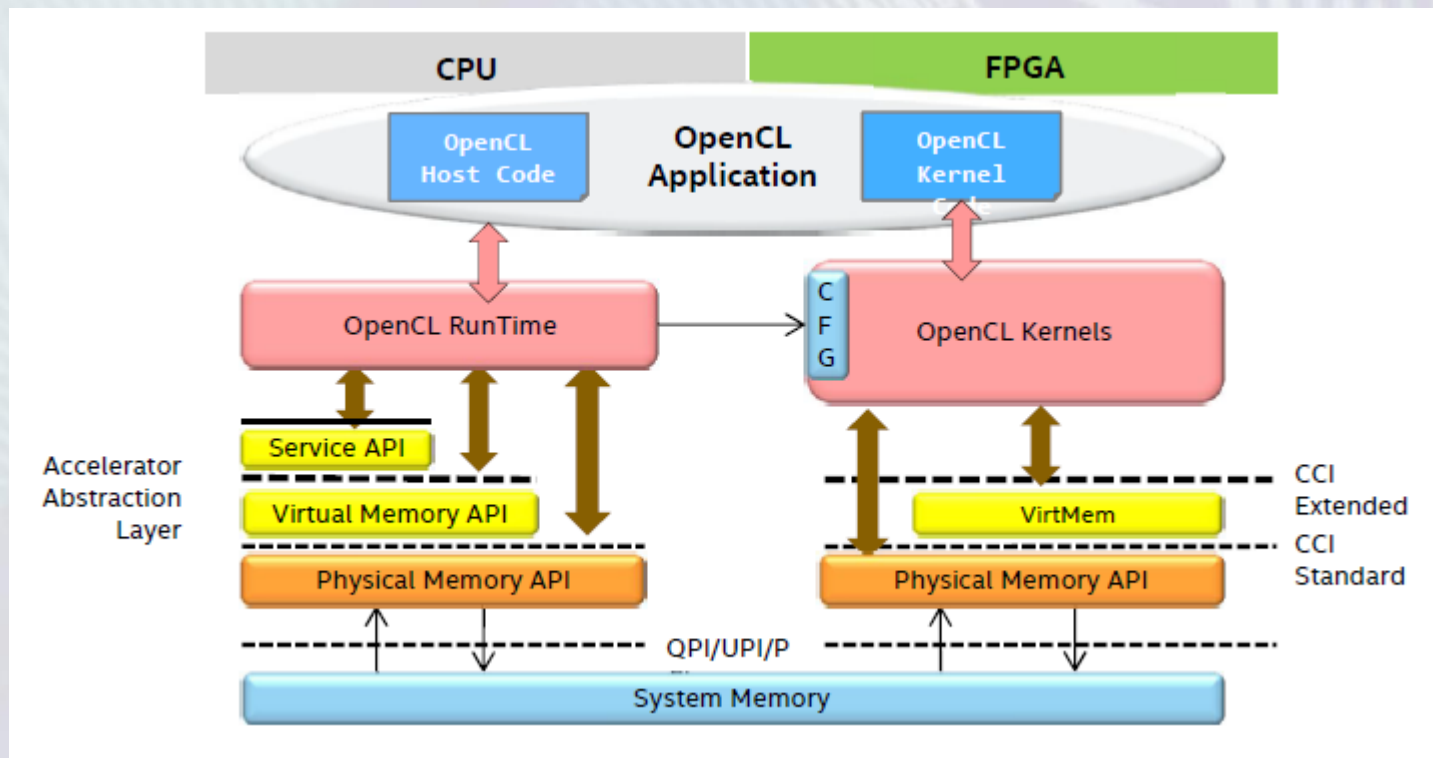 CPU
FPGA
OpenCL
Host Code
OpenCL
Application
OpenCL
Kernel
Code
OpenCL RunTime
C
F
G
OpenCL Kernels
Accelerator
Abstraction
Layer
Service API
Virtual Memory API
Physical Memory API
VirtMem
Physical Memory API
CCI
Extended
CCI
Standard
QPI/UPI/P
System Memory